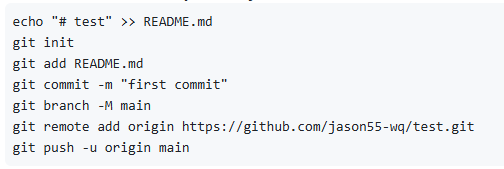 echo "# test" >> README.md
git init
git add README.md
git commit -m "first commit"
git branch -M main
git remote add origin https://github.com/jason55-wq/test.git
git push -u origin main